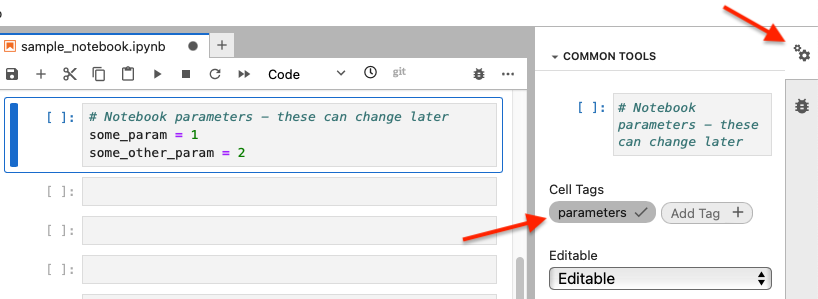 sample_notebook.ipynb
Code
git
[ ]:
# Notebook parameters – these can change later
some_param = 1
some_other_param = 2
[ ]:
[ ]:
[ ]:
COMMON TOOLS
[ ]:
# Notebook
parameters – these
can change later
Cell Tags
parameters
Add Tag
Editable
Editable